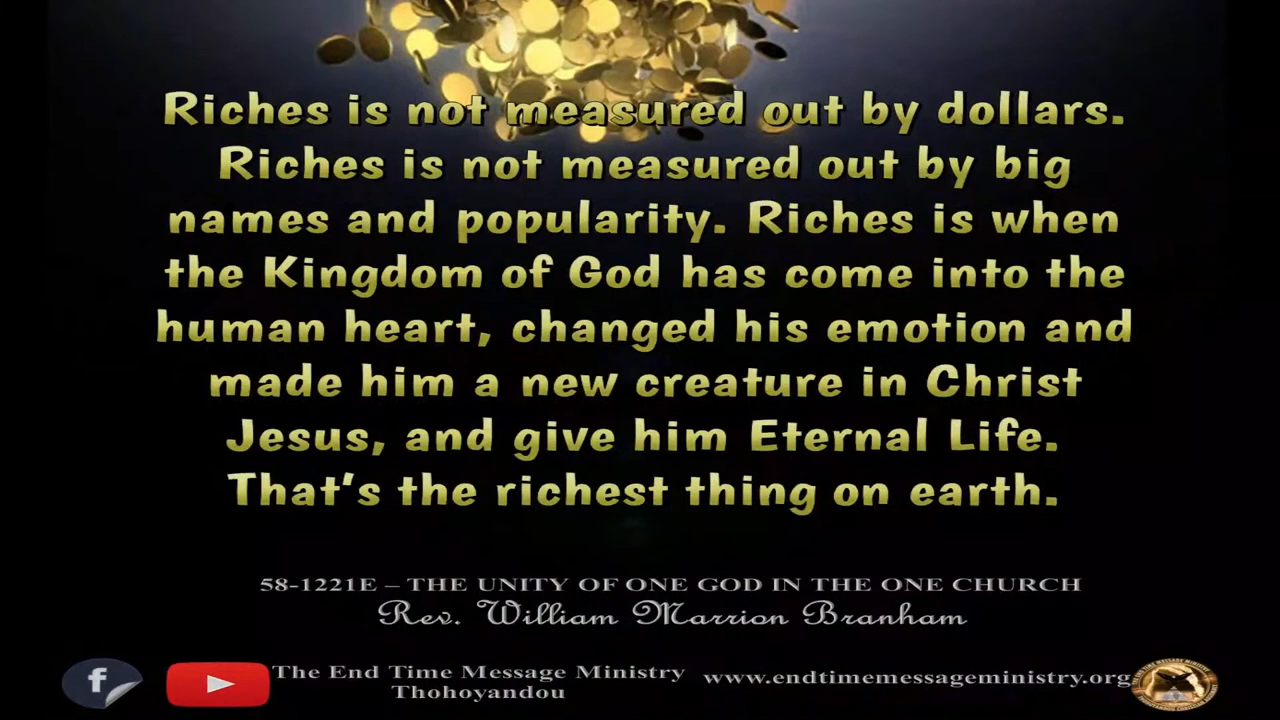 Riches is not measured out by dollars.
Riches is not measured out by big
names and popularity. Riches is when
the Kingdom of God has come into the
human heart, changed his emotion and
made him a new creature in Christ
Jesus, and give him Eternal Life.
That's the richest thing on earth.
58-1221E – THE UNITY OF ONE GOD IN THE ONE CHURCH
Rev. William Marrion Branham
The End Time Message Ministry
Thohoyandou
www.endtimemessageministry.org